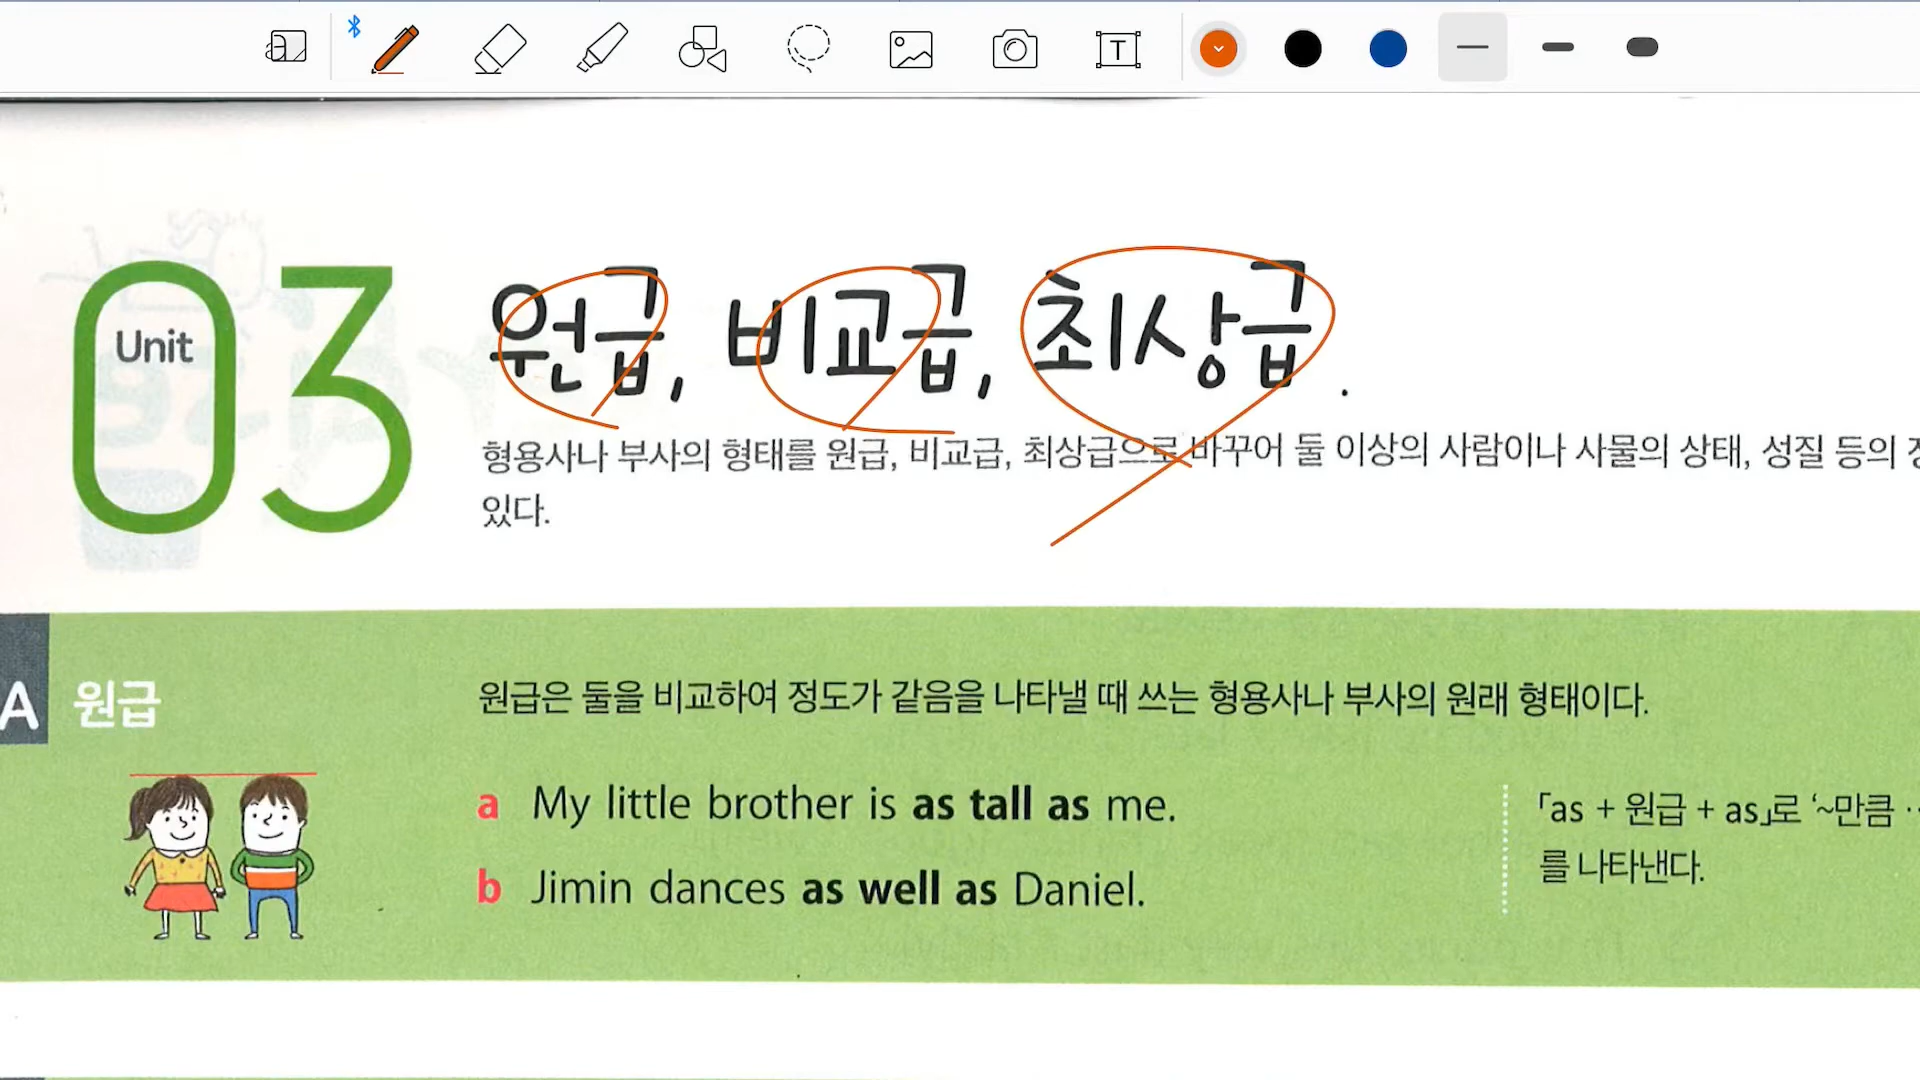 Unit
03
원급, 비교급, 최상급
형용사나 부사의 형태를 원급, 비교급, 최상급으로 바꾸어 둘 이상의 사람이나 사물의 상태, 성질 등의
있다.
A 원급
원급은 둘을 비교하여 정도가 같음을 나타낼 때 쓰는 형용사나 부사의 원래 형태이다.
a My little brother is as tall as me.
b Jimin dances as well as Daniel.
「as + 원급 + as」로 ‘~만큼 ‥
를 나타낸다.